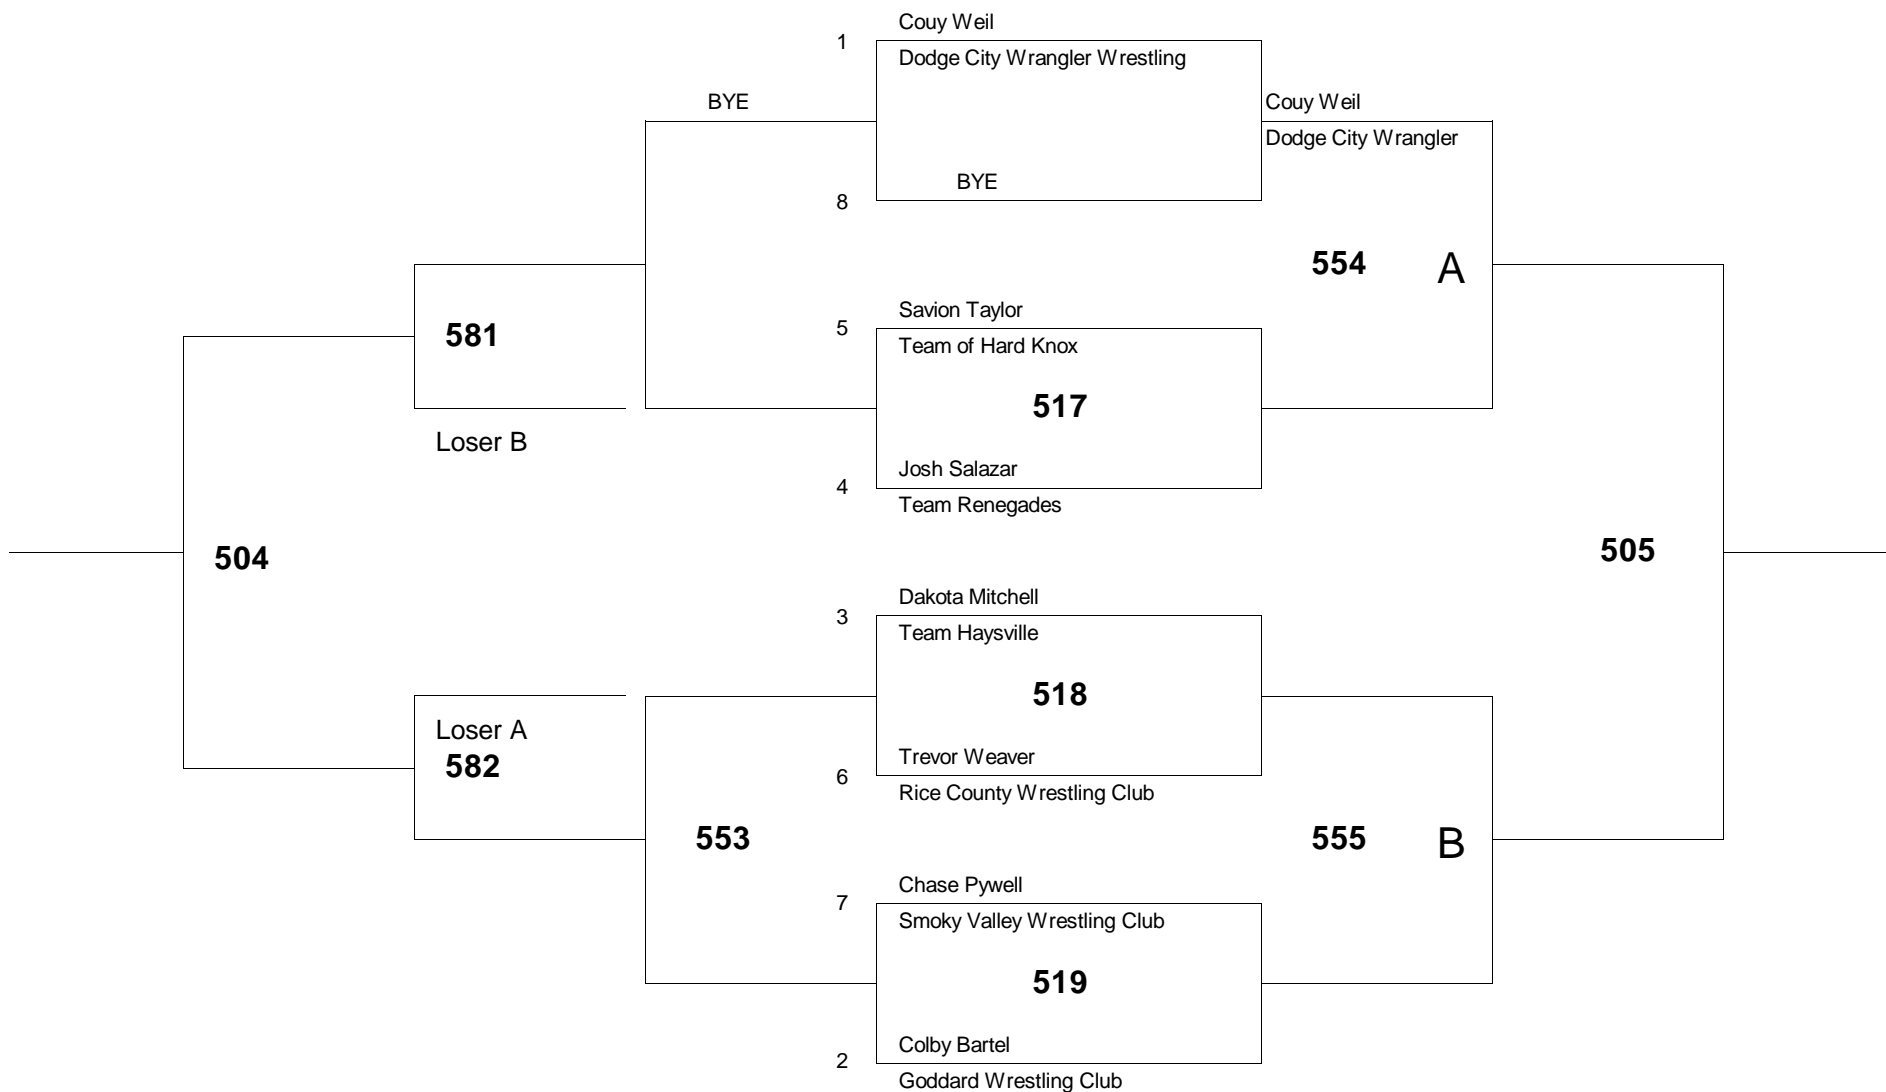 Couy Weil
1
Dodge City Wrangler Wrestling
BYE
Couy Weil
Dodge City Wrangler
BYE
8
554
A
Savion Taylor
5
Team of Hard Knox
581
517
Loser B
Josh Salazar
4
Team Renegades
504
505
Dakota Mitchell
3
Team Haysville
518
Loser A
582
Trevor Weaver
6
Rice County Wrestling Club
553
555
B
Chase Pywell
7
Smoky Valley Wrestling Club
519
Colby Bartel
2
Goddard Wrestling Club